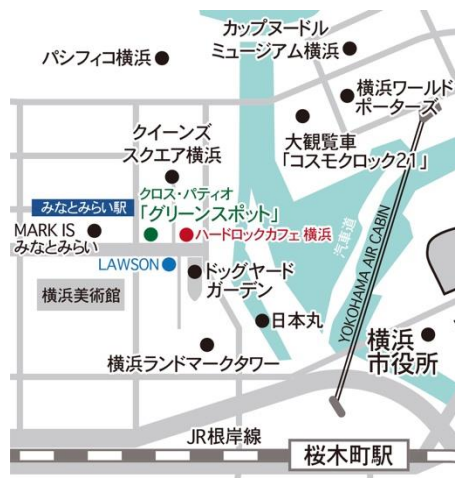 カップヌードル
ミュージアム横浜
パシフィコ横浜
横浜ワールド
ポーターズ
クイーンズ
スクエア横浜
大観覧車
「コスモクロック21」
クロス・パティオ
「グリーンスポット」
みなとみらい駅
MARK IS
みなとみらい
ハードロックカフェ 横浜
汽車道
LAWSON
ドッグヤード
ガーデン
YOKOHAMA AIR CABIN
横浜美術館
日本丸
横浜
市役所
横浜ランドマークタワー
JR根岸線
桜木町駅